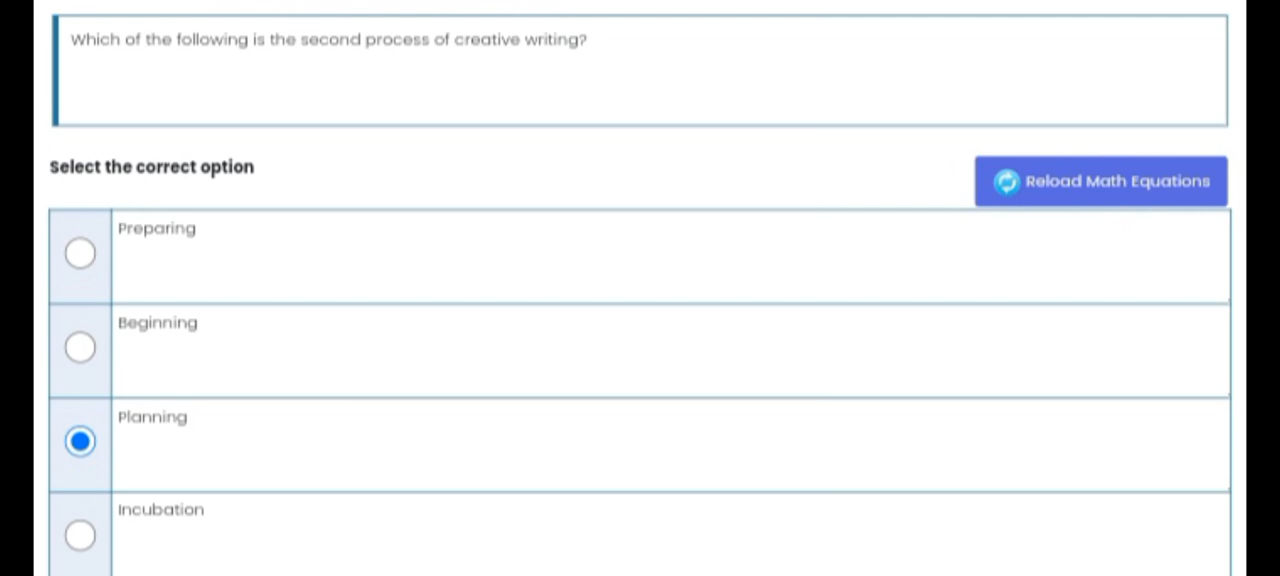 Which of the following is the second process of creative writing?
Select the correct option
Reload Math Equations
Preparing
Beginning
Planning
Incubation